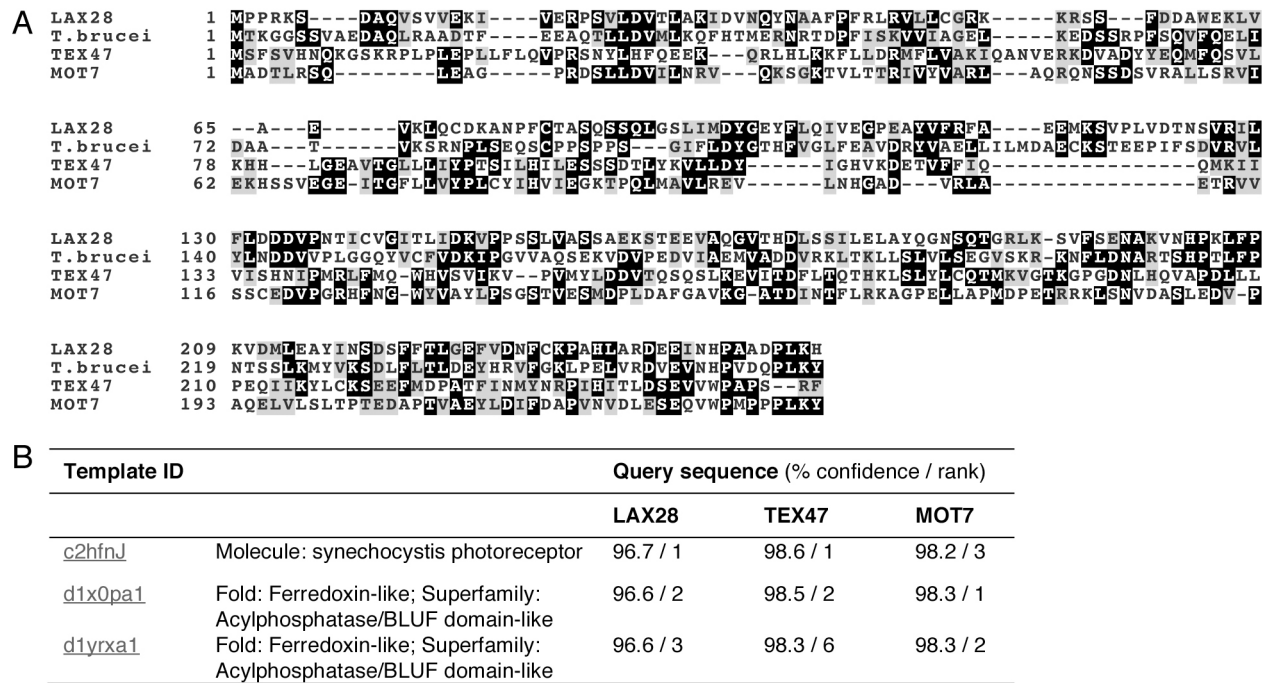 A
LAX28 1 MPPRKS----DAQVSVVEKI----VERPSVLDVTLAKIDVNQYNAAFPFRLRVLLCGRK-----KRSS---FDDAWEKLV
T.brucei 1 MTKGGSSVAEDAQLRAADTF----EEAQTLLDVMLKQFHTMERNRTDPFISKVVIAGEL-----KEDSSRPFSQVFQELI
TEX47 1 MSFSVHNQKGSKRPLPLEPLLFLQVPRSNYLHFQEEK---QRLHLKKFLLDRMFLVAKIQANVERKDVADYYEQMFQSVL
MOT7 1 MADTLRSQ--------LEAG----PRDSLLDVILNRV---QKSGKTVLTTRIVYVARL---AQRQNSSDSVRALLSRVI
LAX28 65 --A---E------VKLQCDKANPFCTASQSSQLGSLIMDYGEYFLQIVEGPEAYVFRFA----EEMKSVPLVDTNSVRIL
T.brucei 72 DAA---T------VKSRNPLSEQSCPPSPPS---GIFLDYGTHFVGLFEAVDRYVAELLILMDAECKSTEEPIFSDVRVL
TEX47 78 KHH---LGEAVTGLLLIYPTSILHILESSSDTLYKVLLDY------IGHVKDETVFFIQ----------------QMKII
MOT7 62 EKHSSVEGE-ITGFLLVYPLCYIHVIEGKTPQLMAVLREV------LNHGAD---VRLA----------------ETRVV
LAX28 130 FLDDDVPNTICVGITLIDKVPPSSLVASSAEKSTEEVAQGVTHDLSSILELAYQGNSQTGRLK-SVFSENAKVNHPKLFP
T.brucei 140 YLNDDVVPLGGQYVCFVDKIPGVVAQSEKVDVPEDVIAEMVADDVRKLTKLLSLVLSEGVSKR-KNFLDNARTSHPTLFP
TEX47 133 VISHNIPMRLFMQ-WHVSVIKV--PVMYLDDVTQSQSLKEVITDFLTQTHKLSLYLCQTMKVGTKGPGDNLHQVAPDLLL
MOT7 116 SSCEDVPGRHFNG-WYVAYLPSGSTVESMDPLDAFGAVKG-ATDINTFLRKAGPELLAPMDPETRRKLSNVDASLEDV-P
LAX28 209 KVDMLEAYINSDSFFTLGEFVDNFCKPAHLARDEEINHPAADPLKH
T.brucei 219 NTSSLKMYVKSDLFLTLDEYHRVFGKLPELVRDVEVNHPVDQPLKY
TEX47 210 PEQIIKYLCKSEEFMDPATFINMYNRPIHITLDSEVVWPAPS--RF
MOT7 193 AQELVLSLTPTEDAPTVAEYLDIFDAPVNVDLESEQVWPMPPPLKY
B
Template ID Query sequence (% confidence / rank)
LAX28 TEX47 MOT7
c2hfnJ Molecule: synechocystis photoreceptor 96.7 / 1 98.6 / 1 98.2 / 3
d1x0pa1 Fold: Ferredoxin-like; Superfamily: 96.6 / 2 98.5 / 2 98.3 / 1
Acylphosphatase/BLUF domain-like
d1yrxa1 Fold: Ferredoxin-like; Superfamily: 96.6 / 3 98.3 / 6 98.3 / 2
Acylphosphatase/BLUF domain-like